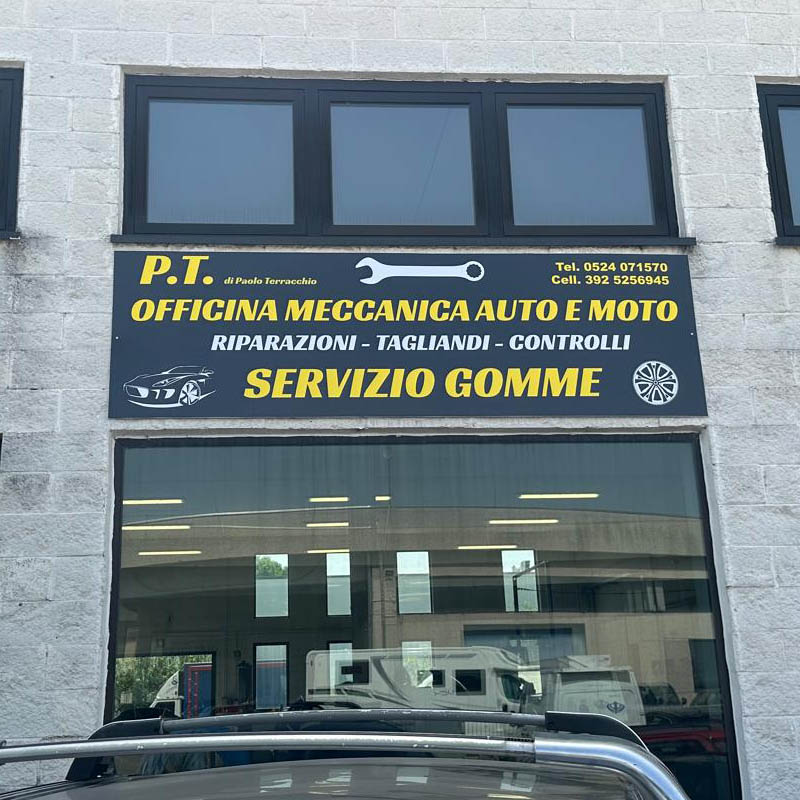 P.T. di Paolo Terracchio
Tel. 0524 071570
Cell. 392 5256945
OFFICINA MECCANICA AUTO E MOTO
RIPARAZIONI - TAGLIANDI - CONTROLLI
SERVIZIO GOMME